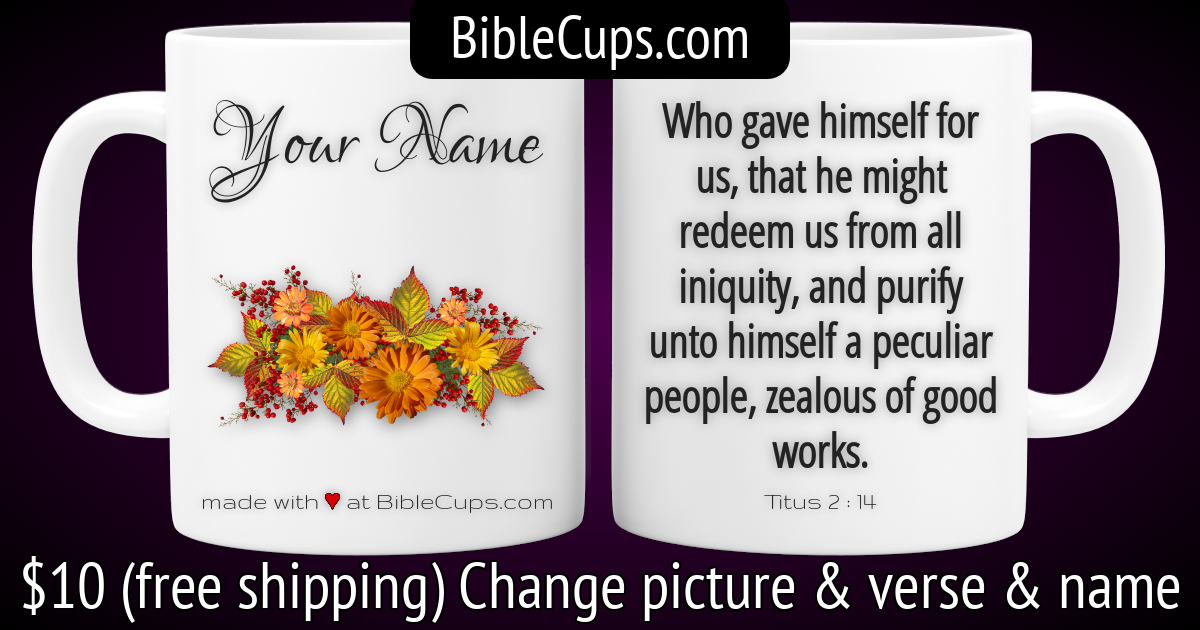 BibleCups.com
Your Name
made with ♥ at BibleCups.com
Who gave himself for
us, that he might
redeem us from all
iniquity, and purify
unto himself a peculiar
people, zealous of good
works.
Titus 2 : 14
$10 (free shipping) Change picture & verse & name